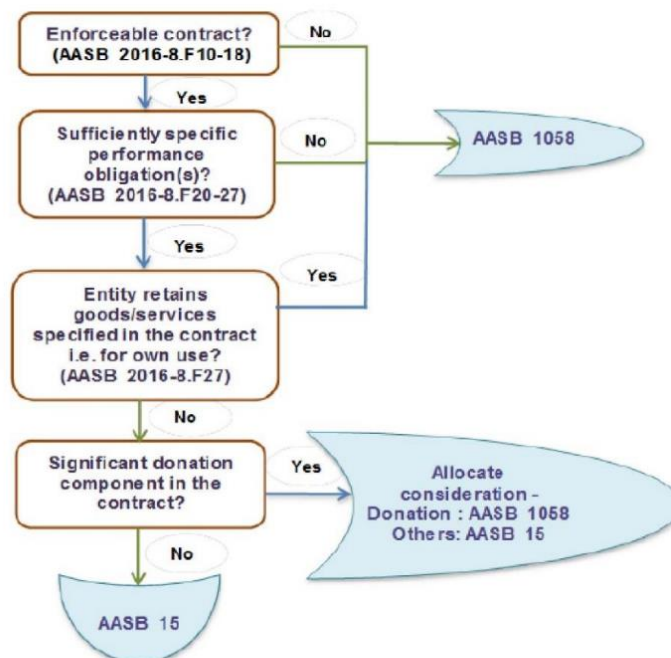 Enforceable contract?
(AASB 2016-8.F10-18)
No
Yes
Sufficiently specific
performance
obligation(s)?
(AASB 2016-8.F20-27)
No
AASB 1058
Yes
Entity retains
goods/services
specified in the contract
i.e. for own use?
(AASB 2016-8.F27)
Yes
No
Significant donation
component in the
contract?
Yes
Allocate
consideration -
Donation : AASB 1058
Others: AASB 15
No
AASB 15